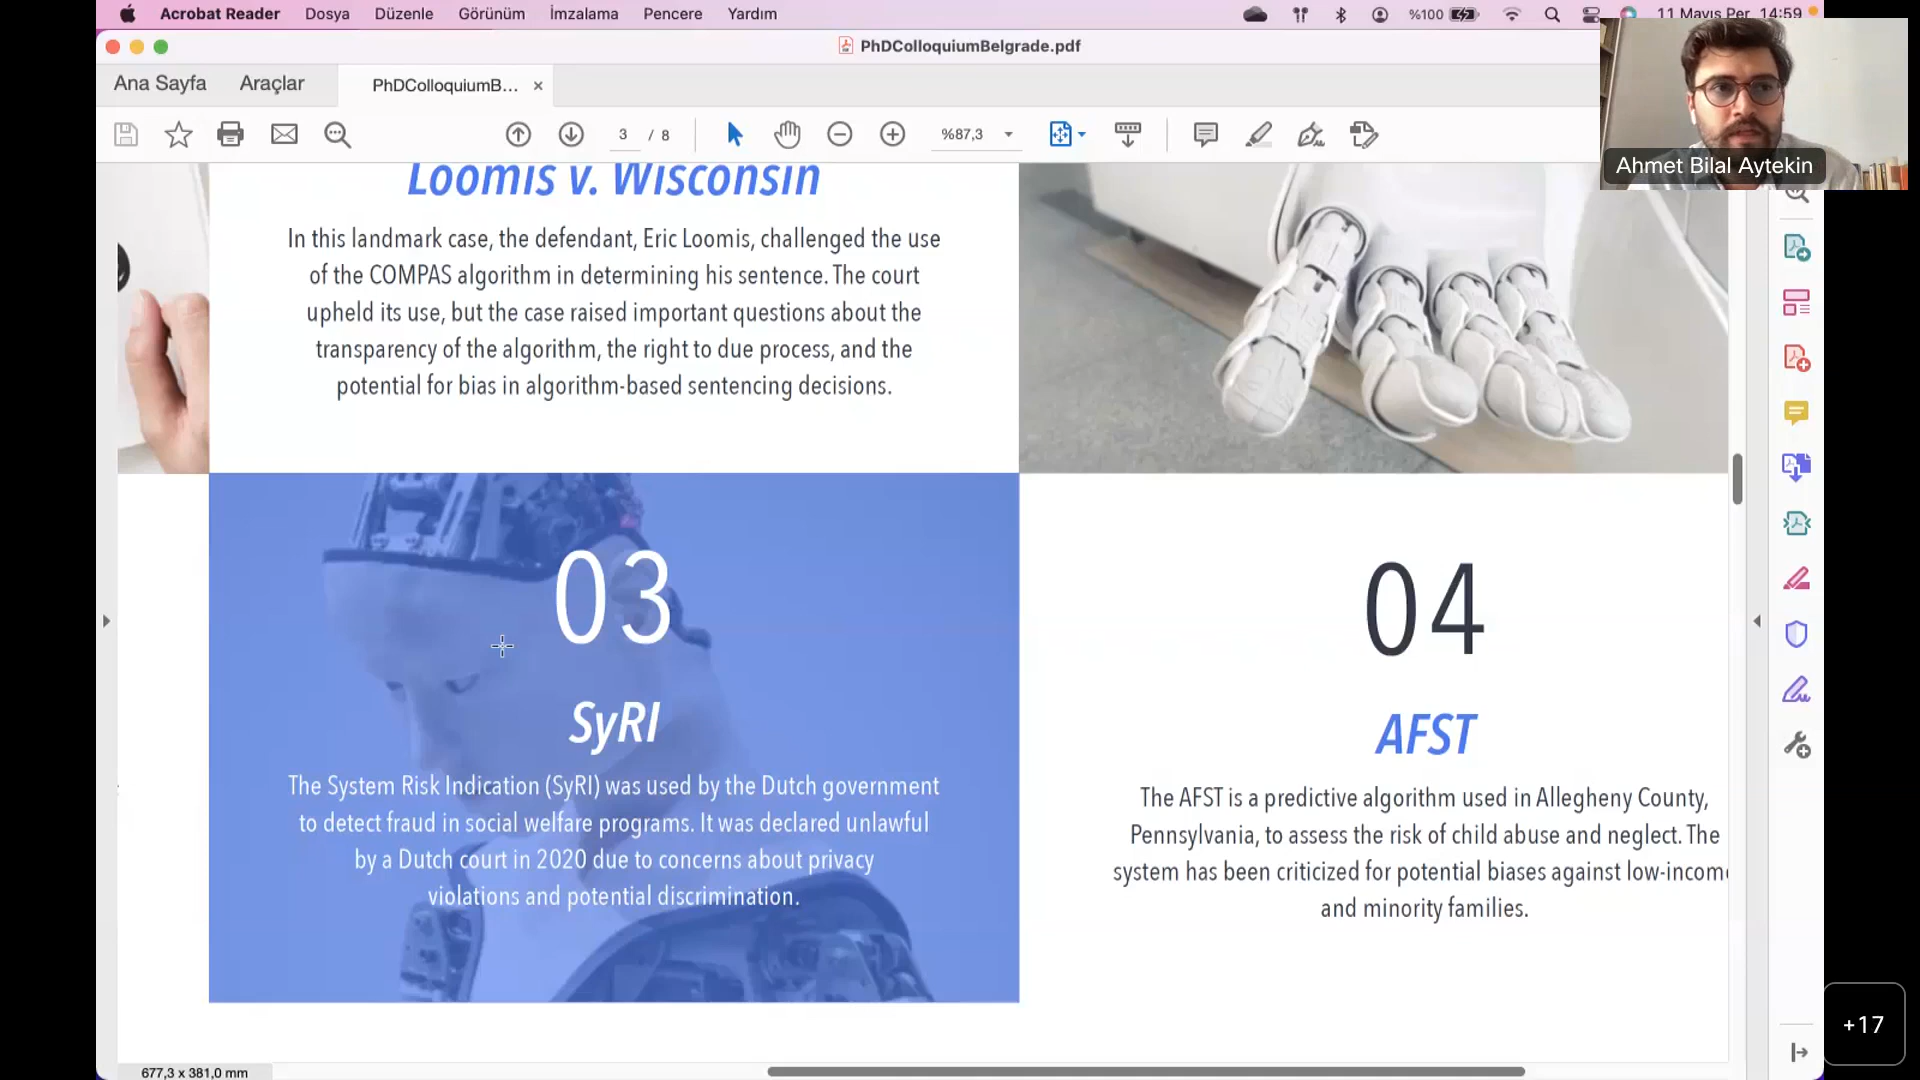 Acrobat Reader Dosya Düzenle Görünüm İmzalama Pencere Yardım %100 11 Mayıs Per 14:59
PhDColloquiumBelgrade.pdf
Ana Sayfa Araçlar PhDColloquiumB... ×
3 / 8 %87,3
Ahmet Bilal Aytekin
Loomis v. Wisconsin
In this landmark case, the defendant, Eric Loomis, challenged the use
of the COMPAS algorithm in determining his sentence. The court
upheld its use, but the case raised important questions about the
transparency of the algorithm, the right to due process, and the
potential for bias in algorithm-based sentencing decisions.
03
SyRI
The System Risk Indication (SyRI) was used by the Dutch government
to detect fraud in social welfare programs. It was declared unlawful
by a Dutch court in 2020 due to concerns about privacy
violations and potential discrimination.
04
AFST
The AFST is a predictive algorithm used in Allegheny County,
Pennsylvania, to assess the risk of child abuse and neglect. The
system has been criticized for potential biases against low-income
and minority families.
+17
677,3 x 381,0 mm